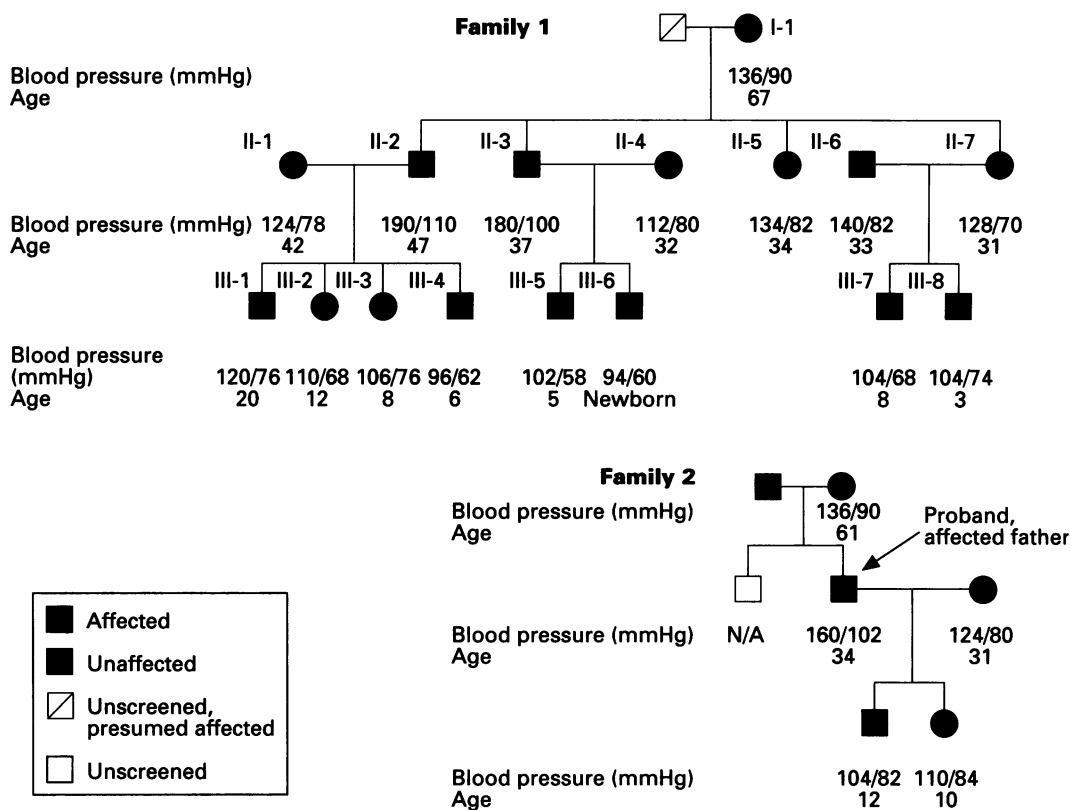 Family 1
I-1
Blood pressure (mmHg) 136/90
Age 67
II-1 II-2 II-3 II-4 II-5 II-6 II-7
Blood pressure (mmHg) 124/78 190/110 180/100 112/80 134/82 140/82 128/70
Age 42 47 37 32 34 33 31
III-1 III-2 III-3 III-4 III-5 III-6 III-7 III-8
Blood pressure
(mmHg) 120/76 110/68 106/76 96/62 102/58 94/60 104/68 104/74
Age 20 12 8 6 5 Newborn 8 3
Family 2
Blood pressure (mmHg) 136/90
Age 61
Proband,
affected father
Blood pressure (mmHg) N/A 160/102 124/80
Age 34 31
Blood pressure (mmHg) 104/82 110/84
Age 12 10
Affected
Unaffected
Unscreened,
presumed affected
Unscreened